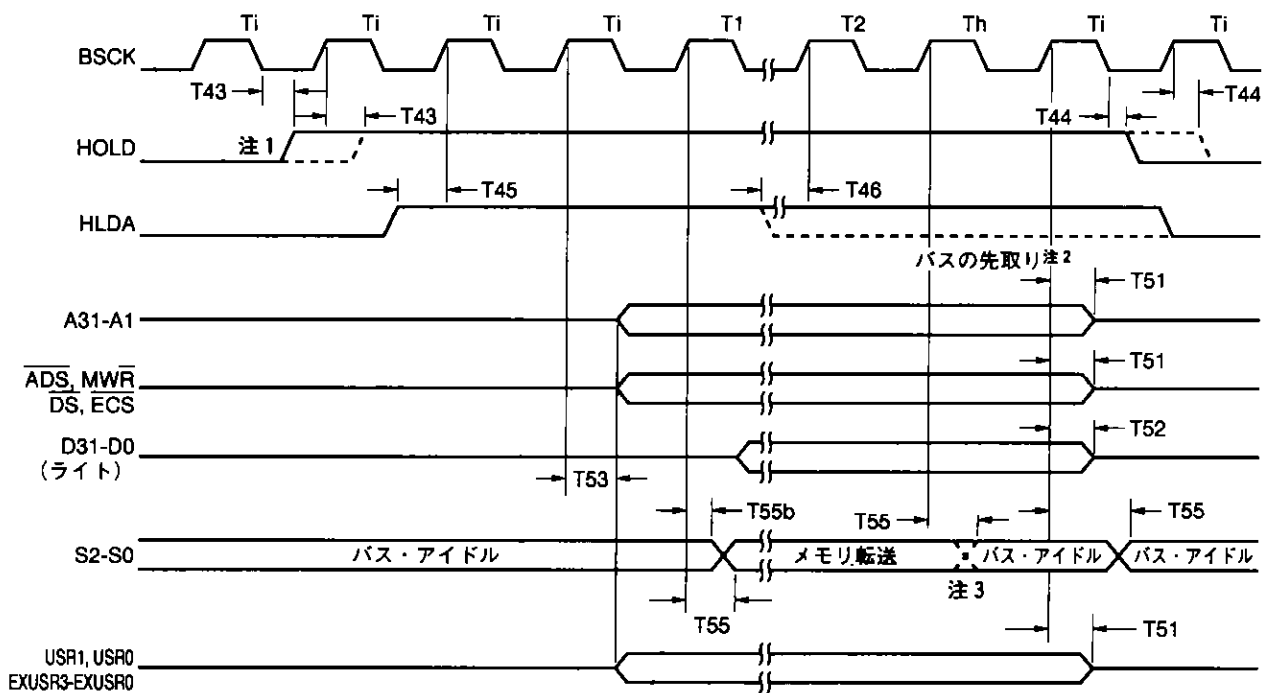 Ti Ti Ti Ti T1 T2 Th Ti Ti
BSCK
T43 T44
T43 T44
HOLD 注1
T45 T46
HLDA
バスの先取り注2
T51
A31-A1
T51
ADS, MWR
DS, ECS
T52
D31-D0
(ライト)
T53
T55b T55 T55
S2-S0 バス・アイドル メモリ転送 バス・アイドル バス・アイドル
注3
T55
T51
USR1, USR0
EXUSR3-EXUSR0